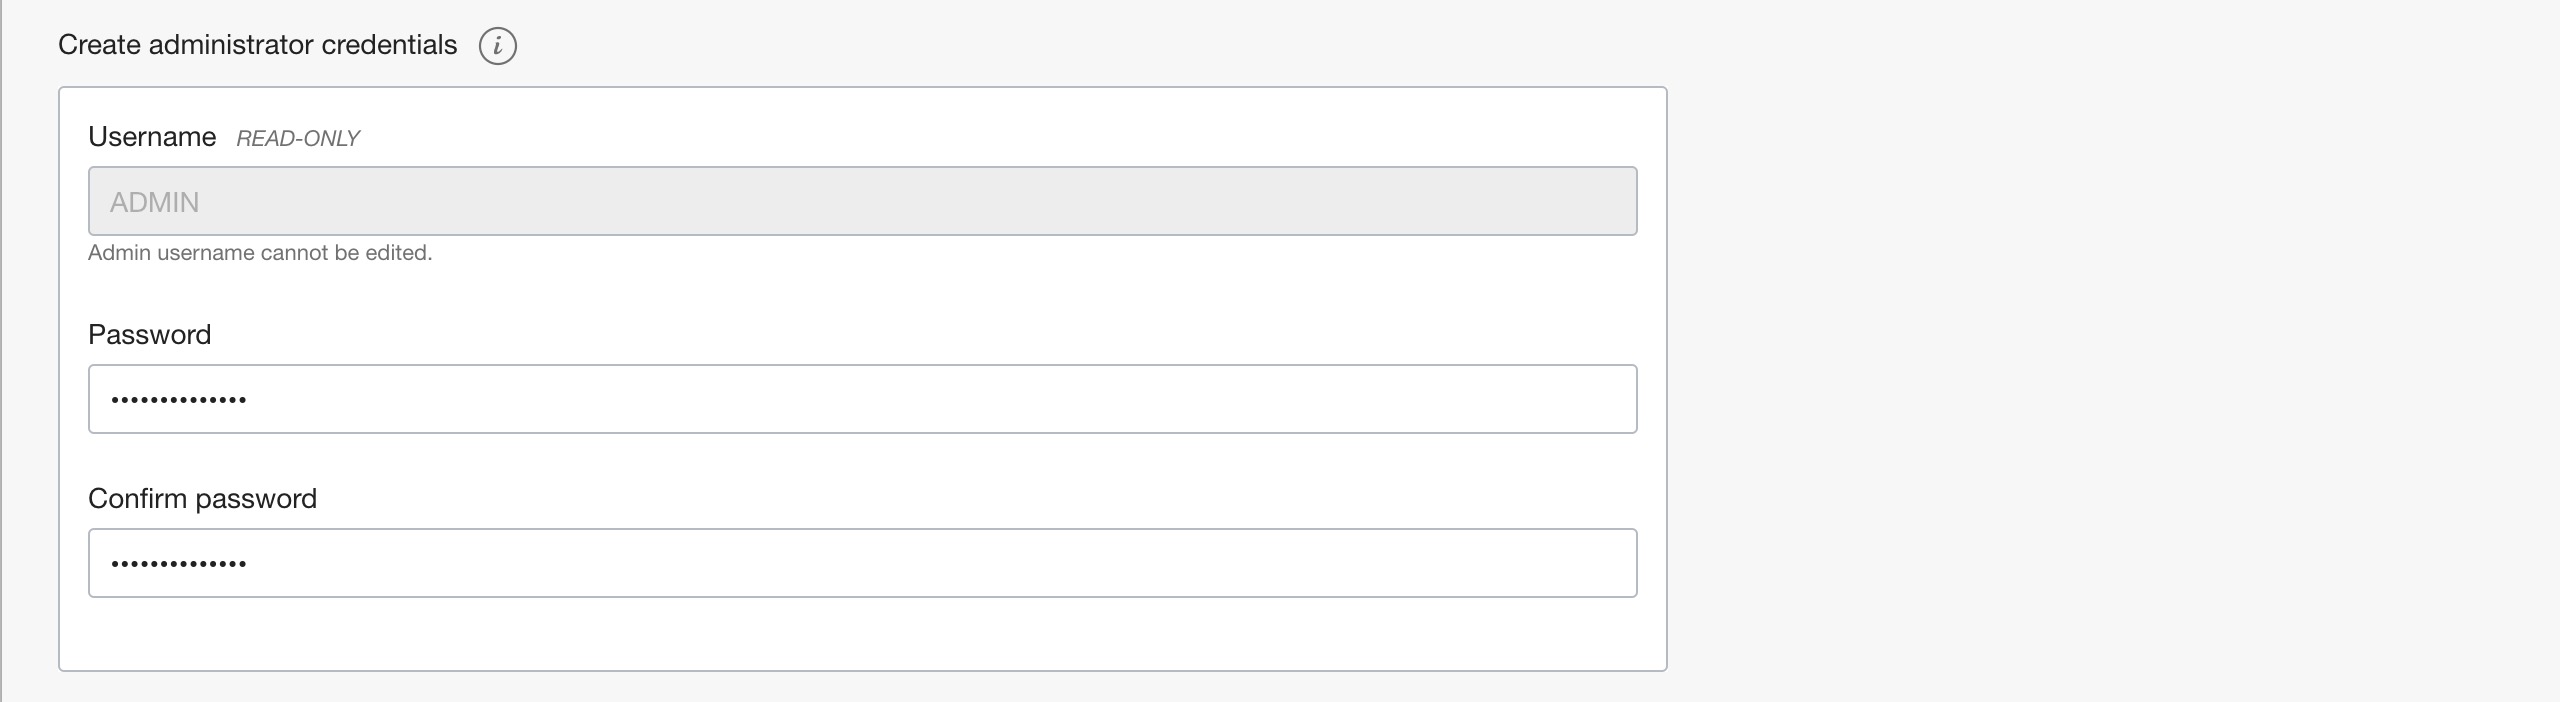 Create administrator credentials i
Username READ-ONLY
ADMIN
Admin username cannot be edited.
Password
••••••••••••••
Confirm password
••••••••••••••